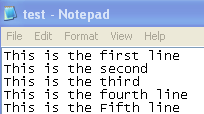 test - Notepad
File Edit Format View Help
This is the first line
This is the second
This is the third
This is the fourth line
This is the Fifth line